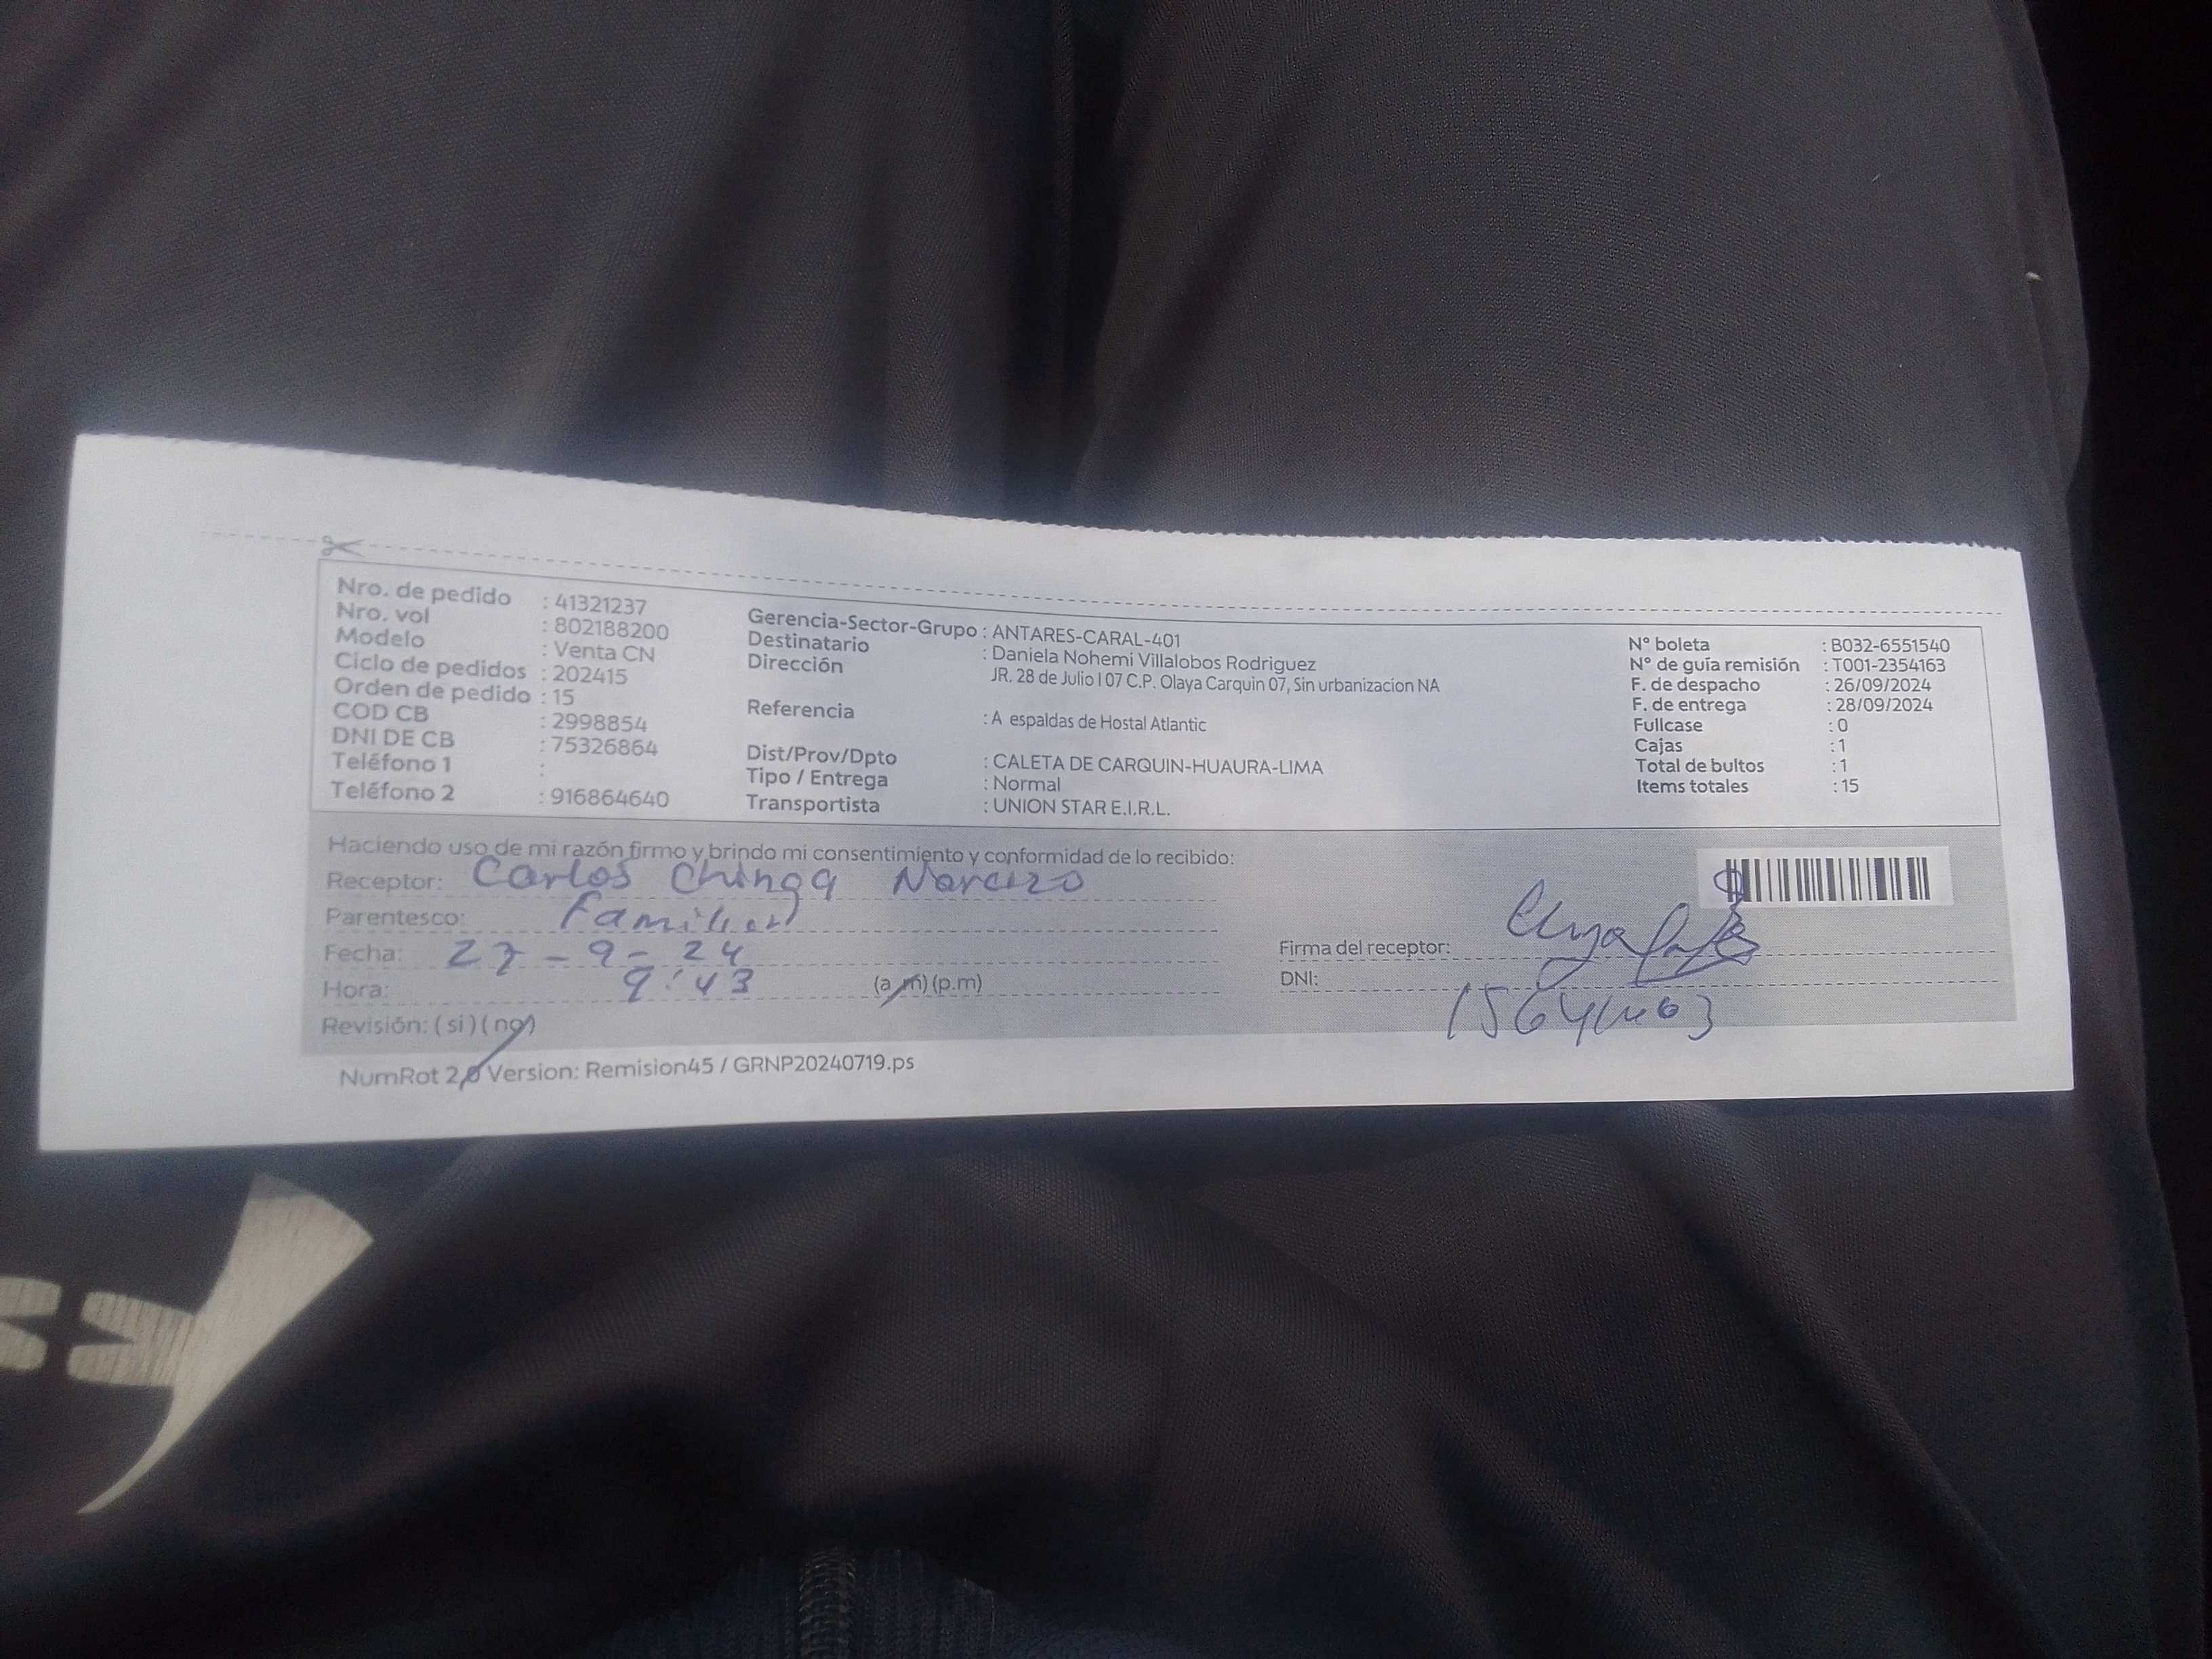 Nro. de pedido : 41321237
Nro. vol : 802188200
Modelo : Venta CN
Ciclo de pedidos : 202415
Orden de pedido : 15
COD CB : 2998854
DNI DE CB : 75326864
Teléfono 1 :
Teléfono 2 : 916864640
Gerencia-Sector-Grupo : ANTARES-CARAL-401
Destinatario : Daniela Nohemi Villalobos Rodriguez
Dirección JR. 28 de Julio I 07 C.P. Olaya Carquin 07, Sin urbanizacion NA
Referencia : A espaldas de Hostal Atlantic
Dist/Prov/Dpto : CALETA DE CARQUIN-HUAURA-LIMA
Tipo / Entrega : Normal
Transportista : UNION STAR E.I.R.L.
N° boleta : B032-6551540
N° de guía remisión : T001-2354163
F. de despacho : 26/09/2024
F. de entrega : 28/09/2024
Fullcase : 0
Cajas : 1
Total de bultos : 1
Items totales : 15
Haciendo uso de mi razón firmo y brindo mi consentimiento y conformidad de lo recibido:
Receptor: Carlos Chinga Narcizo
Parentesco: Familiar
Fecha: 27-9-24
Hora: 9:43 (a.m) (p.m)
Revisión: (si) (no)
Firma del receptor:
DNI:
NumRot 2,0 Version: Remision45 / GRNP20240719.ps